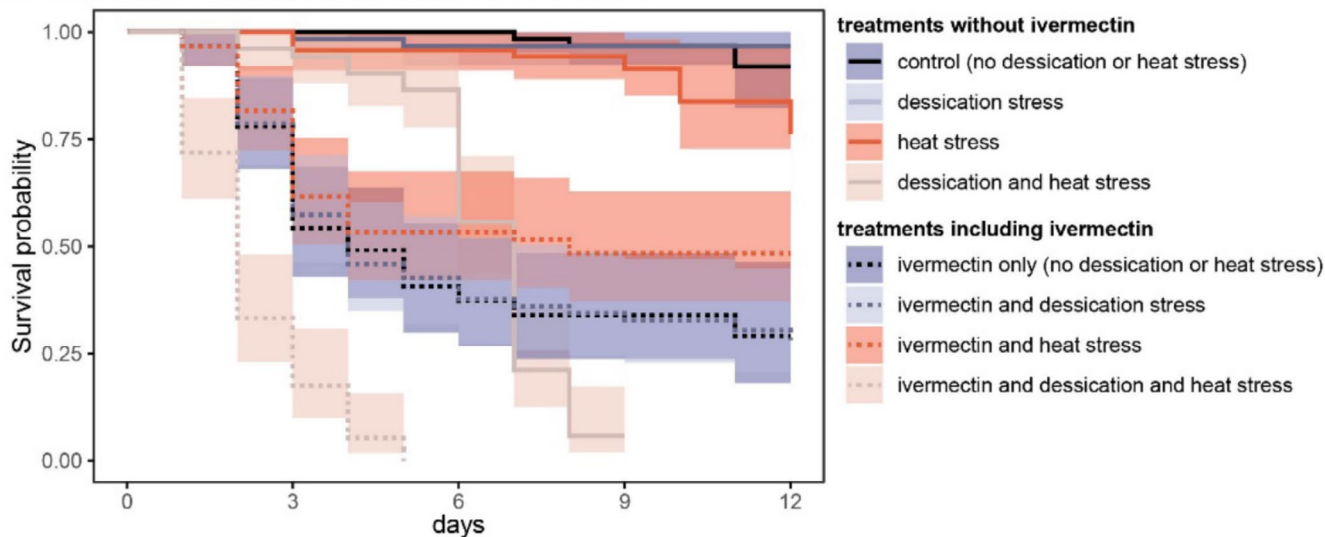 treatments without ivermectin
control (no dessication or heat stress)
dessication stress
heat stress
dessication and heat stress
treatments including ivermectin
ivermectin only (no dessication or heat stress)
ivermectin and dessication stress
ivermectin and heat stress
ivermectin and dessication and heat stress
Survival probability
1.00
0.75
0.50
0.25
0.00
0
3
6
9
12
days